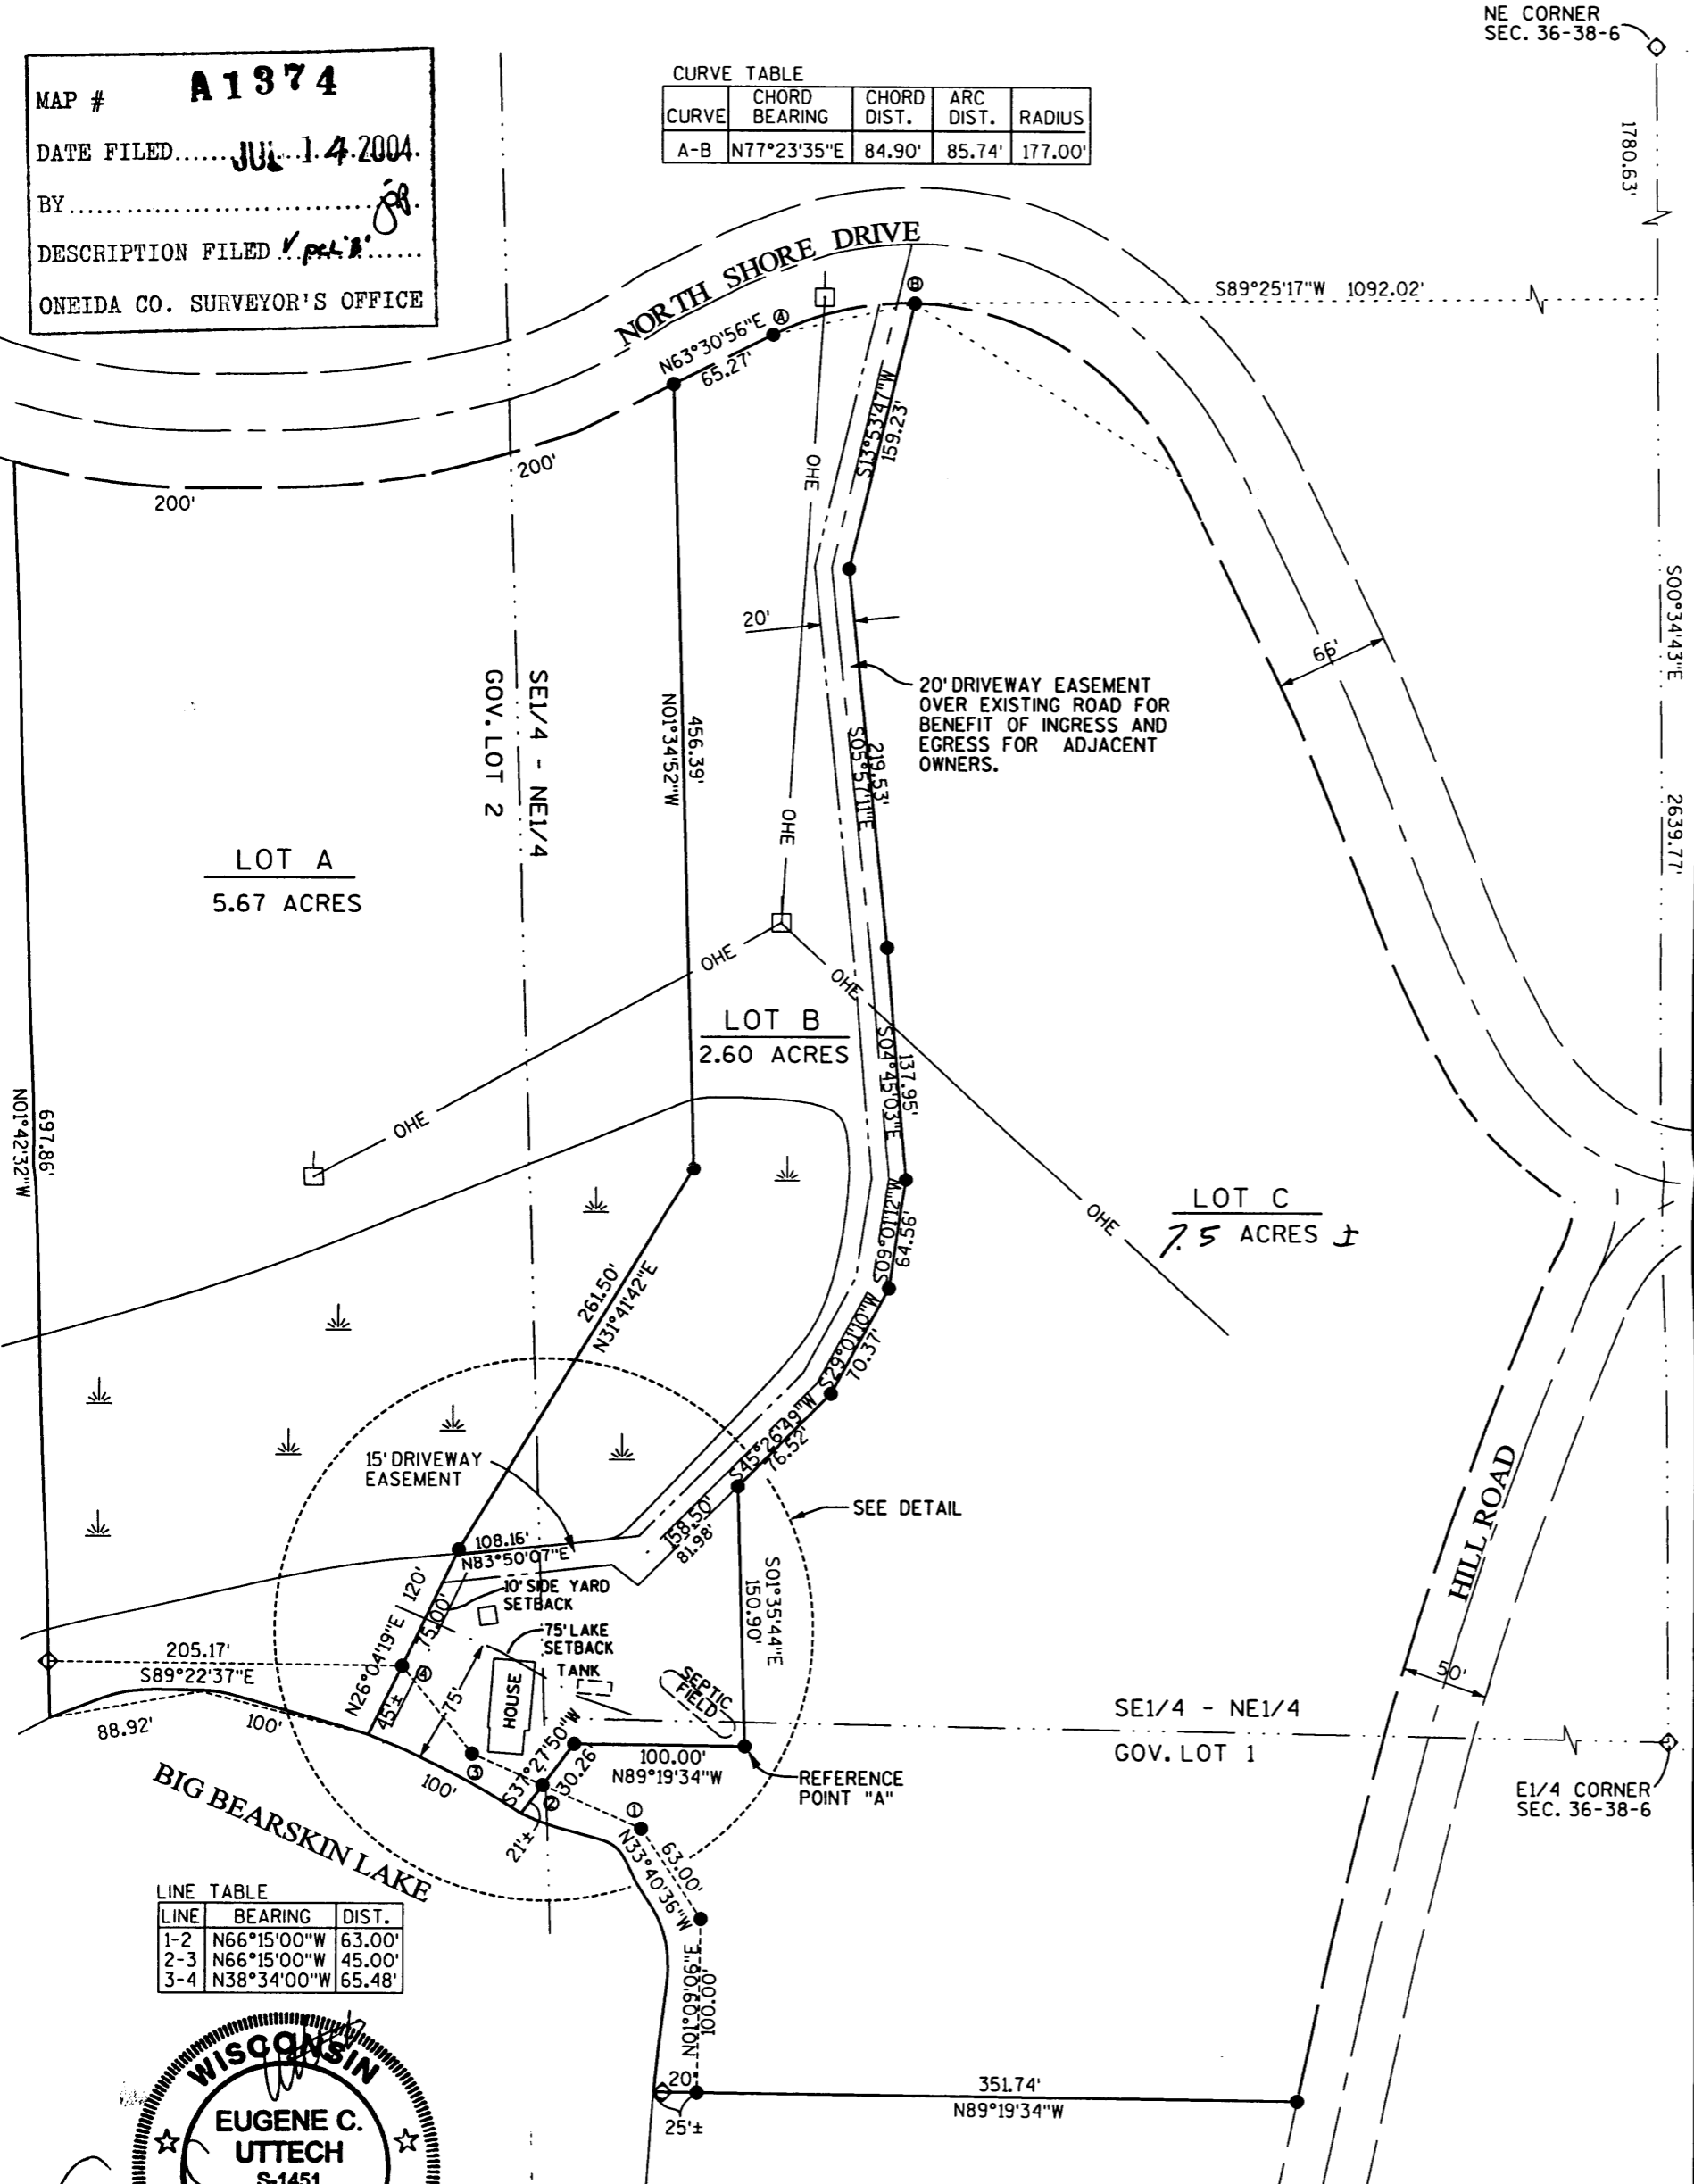 NE CORNER
SEC. 36-38-6
MAP # A1374
DATE FILED......JUL 14 2004.
BY
DESCRIPTION FILED ✓ pcl 'B'
ONEIDA CO. SURVEYOR'S OFFICE
CURVE TABLE
CURVE CHORD BEARING CHORD DIST. ARC DIST. RADIUS
A-B N77°23'35"E 84.90' 85.74' 177.00'
1780.63'
NORTH SHORE DRIVE
S89°25'17"W 1092.02'
N63°30'56"E A
65.27'
B
S13°53'47"W
159.23'
200'
200'
OHE
20'
66'
S00°34'43"E
2639.77'
20' DRIVEWAY EASEMENT
OVER EXISTING ROAD FOR
BENEFIT OF INGRESS AND
EGRESS FOR ADJACENT
OWNERS.
SE1/4 - NE1/4
GOV. LOT 2
456.39'
N01°34'52"W
219.53'
S05°57'11"E
OHE
LOT A
5.67 ACRES
OHE
OHE
LOT B
2.60 ACRES
137.95'
S04°45'03"E
697.86'
N01°42'32"W
OHE
OHE
LOT C
7.5 ACRES ±
S09°01'12"W
64.56'
261.50'
N31°41'42"E
S29°01'10"W
70.37'
S45°26'49"W
76.52'
15' DRIVEWAY
EASEMENT
SEE DETAIL
158.50'
81.98'
108.16'
N83°50'07"E
HILL ROAD
10' SIDE YARD
SETBACK
S01°35'44"E
150.90'
120'
75.00'
N26°04'19"E
45'±
75' LAKE
SETBACK
TANK
205.17'
S89°22'37"E
4
75'
HOUSE
SEPTIC
FIELD
50'
88.92'
100'
SE1/4 - NE1/4
GOV. LOT 1
100.00'
N89°19'34"W
S37°27'50"W
30.26'
3
2
1
100'
21'±
REFERENCE
POINT "A"
E1/4 CORNER
SEC. 36-38-6
BIG BEARSKIN LAKE
63.00'
N33°40'36"W
LINE TABLE
LINE BEARING DIST.
1-2 N66°15'00"W 63.00'
2-3 N66°15'00"W 45.00'
3-4 N38°34'00"W 65.48'
N01°09'06"E
100.00'
20'
25'±
351.74'
N89°19'34"W
WISCONSIN
EUGENE C.
UTTECH
S-1451